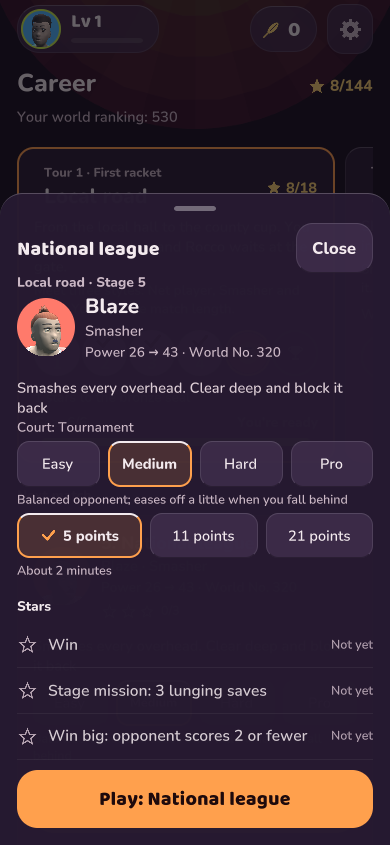 Lv 1
0
Career
8/144
Your world ranking: 530
Tour 1 · First racket
8/18
National league
Close
Local road · Stage 5
Blaze
Smasher
Power 26 → 43 · World No. 320
Smashes every overhead. Clear deep and block it
back
Court: Tournament
Easy
Medium
Hard
Pro
Balanced opponent; eases off a little when you fall behind
5 points
11 points
21 points
About 2 minutes
Stars
Win
Not yet
Stage mission: 3 lunging saves
Not yet
Win big: opponent scores 2 or fewer
Not yet
Play: National league